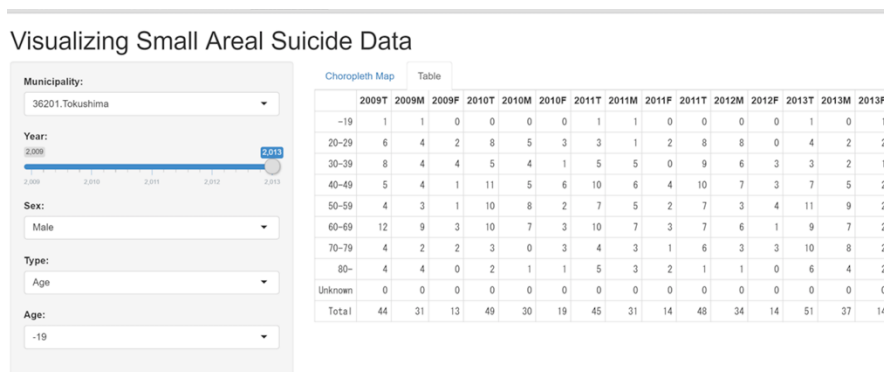 Visualizing Small Areal Suicide Data
Municipality:
36201.Tokushima
Year:
2,009 2,013
2,009 2,010 2,011 2,012 2,013
Sex:
Male
Type:
Age
Age:
-19
Choropleth Map Table
2009T 2009M 2009F 2010T 2010M 2010F 2011T 2011M 2011F 2011T 2012M 2012F 2013T 2013M 2013F
-19 1 1 0 0 0 0 1 1 0 0 0 0 1 0
20-29 6 4 2 8 5 3 3 1 2 8 8 0 4 2
30-39 8 4 4 5 4 1 5 5 0 9 6 3 3 2
40-49 5 4 1 11 5 6 10 6 4 10 7 3 7 5
50-59 4 3 1 10 8 2 7 5 2 7 3 4 11 9
60-69 12 9 3 10 7 3 10 7 3 7 6 1 9 7
70-79 4 2 2 3 0 3 4 3 1 6 3 3 10 8
80- 4 4 0 2 1 1 5 3 2 1 1 0 6 4
Unknown 0 0 0 0 0 0 0 0 0 0 0 0 0 0
Total 44 31 13 49 30 19 45 31 14 48 34 14 51 37